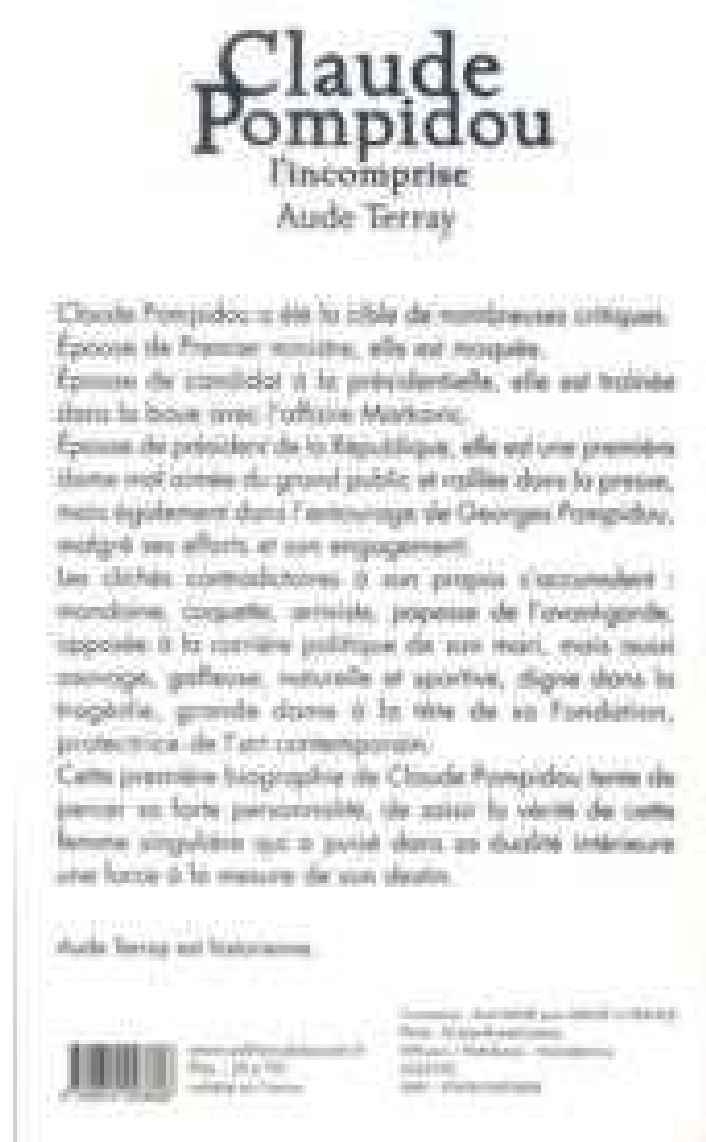 Claude
Pompidou
l'incomprise
Aude Terray
Claude Pompidou a été la cible de nombreuses critiques.
Épouse de Premier ministre, elle est moquée.
Épouse de candidat à la présidentielle, elle est traînée
dans la boue avec l'affaire Markovic.
Épouse de président de la République, elle est une première
dame mal aimée du grand public et raillée dans la presse,
mais également dans l'entourage de Georges Pompidou,
malgré ses efforts et son engagement.
Les clichés contradictoires à son propos s'accumulent :
mondaine, coquette, arriviste, papesse de l'avant-garde,
opposée à la carrière politique de son mari, mais aussi
sauvage, gaffeuse, naturelle et sportive, digne dans la
tragédie, grande dame à la tête de sa Fondation,
protectrice de l'art contemporain.
Cette première biographie de Claude Pompidou tente de
percer sa forte personnalité, de saisir la vérité de cette
femme singulière qui a puisé dans sa dualité intérieure
une force à la mesure de son destin.
Aude Terray est historienne.